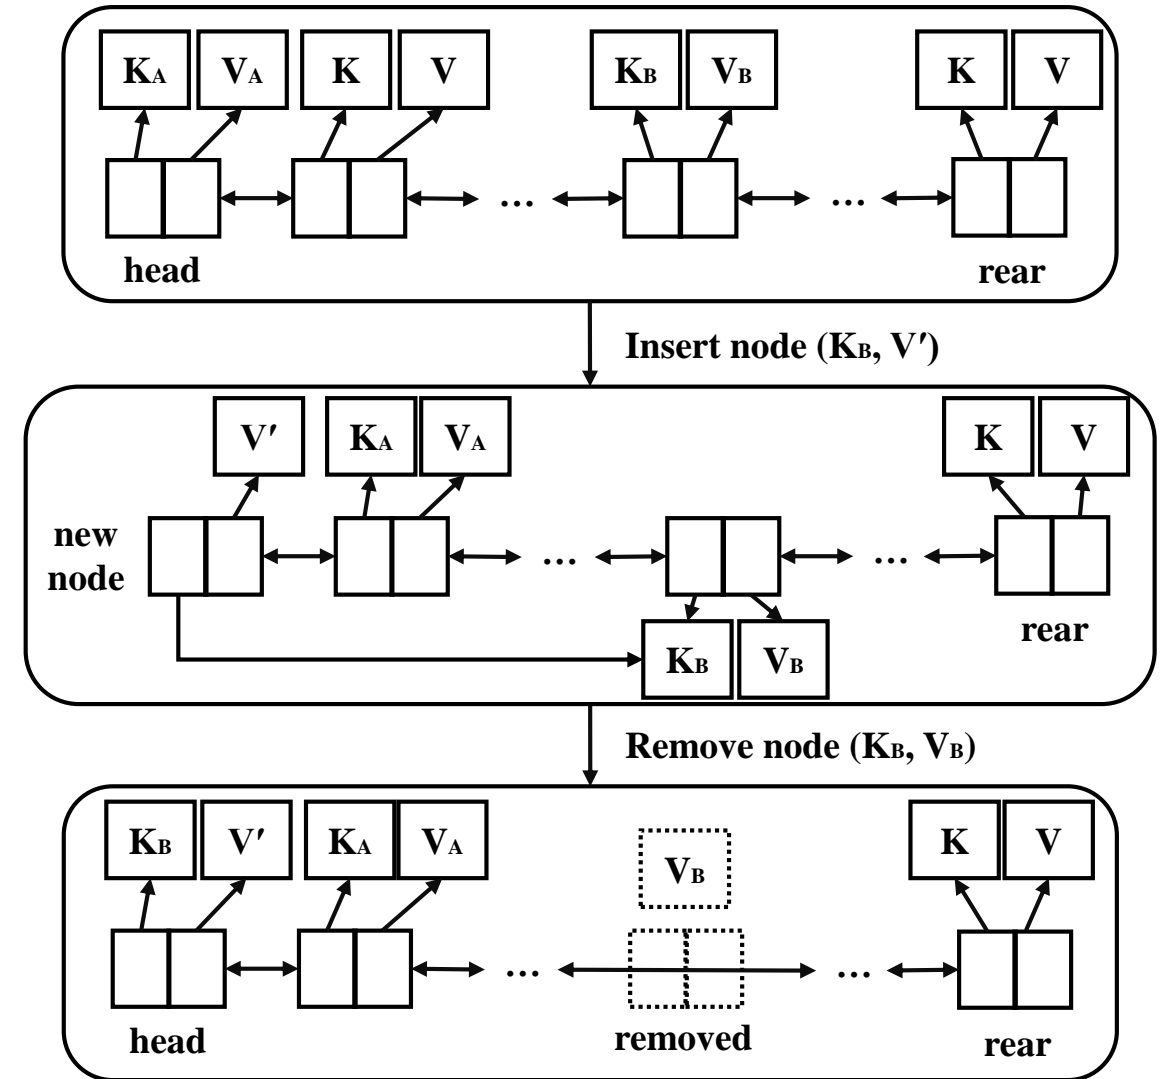 KA VA K V KB VB K V
... ...
head rear
Insert node (KB, V′)
V′ KA VA K V
new
node
... ...
rear
KB VB
Remove node (KB, VB)
KB V′ KA VA K V
VB
... ...
head removed rear